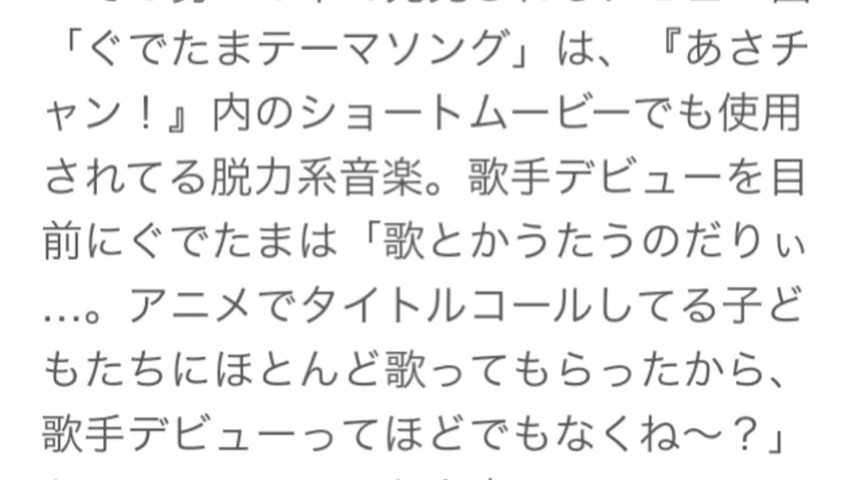 「ぐでたまテーマソング」は、『あさチ
ャン！』内のショートムービーでも使用
されてる脱力系音楽。歌手デビューを目
前にぐでたまは「歌とかうたうのだりぃ
…。アニメでタイトルコールしてる子ど
もたちにほとんど歌ってもらったから、
歌手デビューってほどでもなくね〜？」